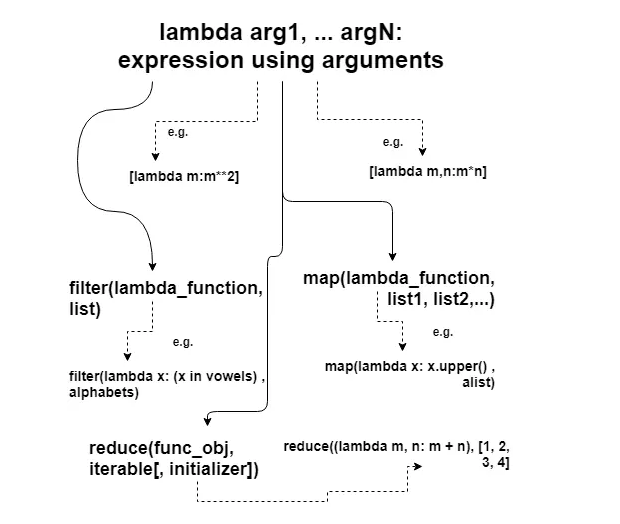 lambda arg1, ... argN:
expression using arguments
e.g.
[lambda m:m**2]
e.g.
[lambda m,n:m*n]
filter(lambda_function,
list)
map(lambda_function,
list1, list2,...)
e.g.
filter(lambda x: (x in vowels) ,
alphabets)
e.g.
map(lambda x: x.upper() ,
alist)
reduce(func_obj,
iterable[, initializer])
reduce((lambda m, n: m + n), [1, 2,
3, 4]